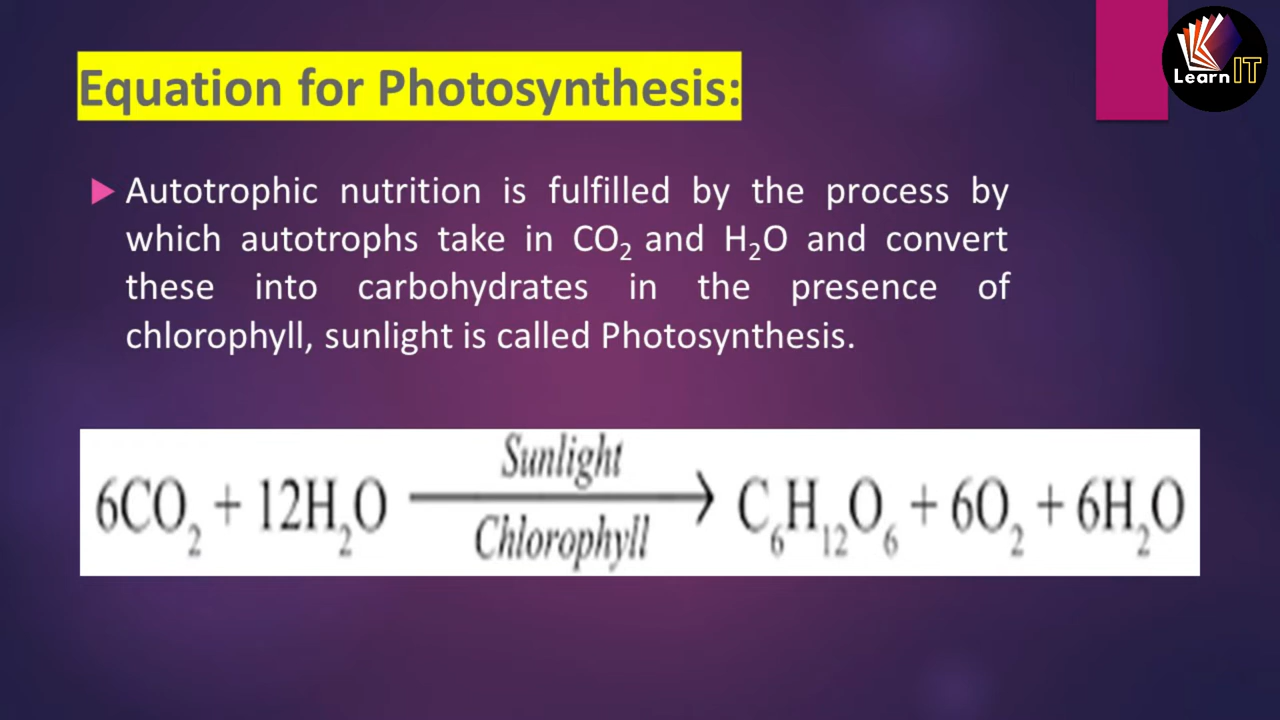 Learn IT
Equation for Photosynthesis:
Autotrophic nutrition is fulfilled by the process by
which autotrophs take in CO₂ and H₂O and convert
these into carbohydrates in the presence of
chlorophyll, sunlight is called Photosynthesis.
Sunlight
6CO₂ + 12H₂O → C₆H₁₂O₆ + 6O₂ + 6H₂O
Chlorophyll